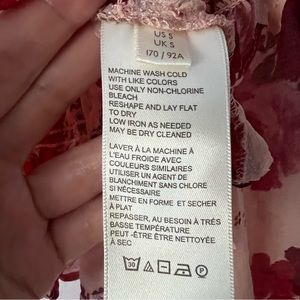 US S
UK S
170 / 92A
MACHINE WASH COLD
WITH LIKE COLORS
USE ONLY NON-CHLORINE
BLEACH
RESHAPE AND LAY FLAT
TO DRY
LOW IRON AS NEEDED
MAY BE DRY CLEANED
LAVER À LA MACHINE À
L'EAU FROIDE AVEC
COULEURS SIMILAIRES
UTILISER UN AGENT DE
BLANCHIMENT SANS CHLORE
SI NÉCESSAIRE
METTRE EN FORME ET SECHER
À PLAT
REPASSER, AU BESOIN À TRÈS
BASSE TEMPÉRATURE
PEUT -ÊTRE ÊTRE NETTOYÉE
À SEC
30
P